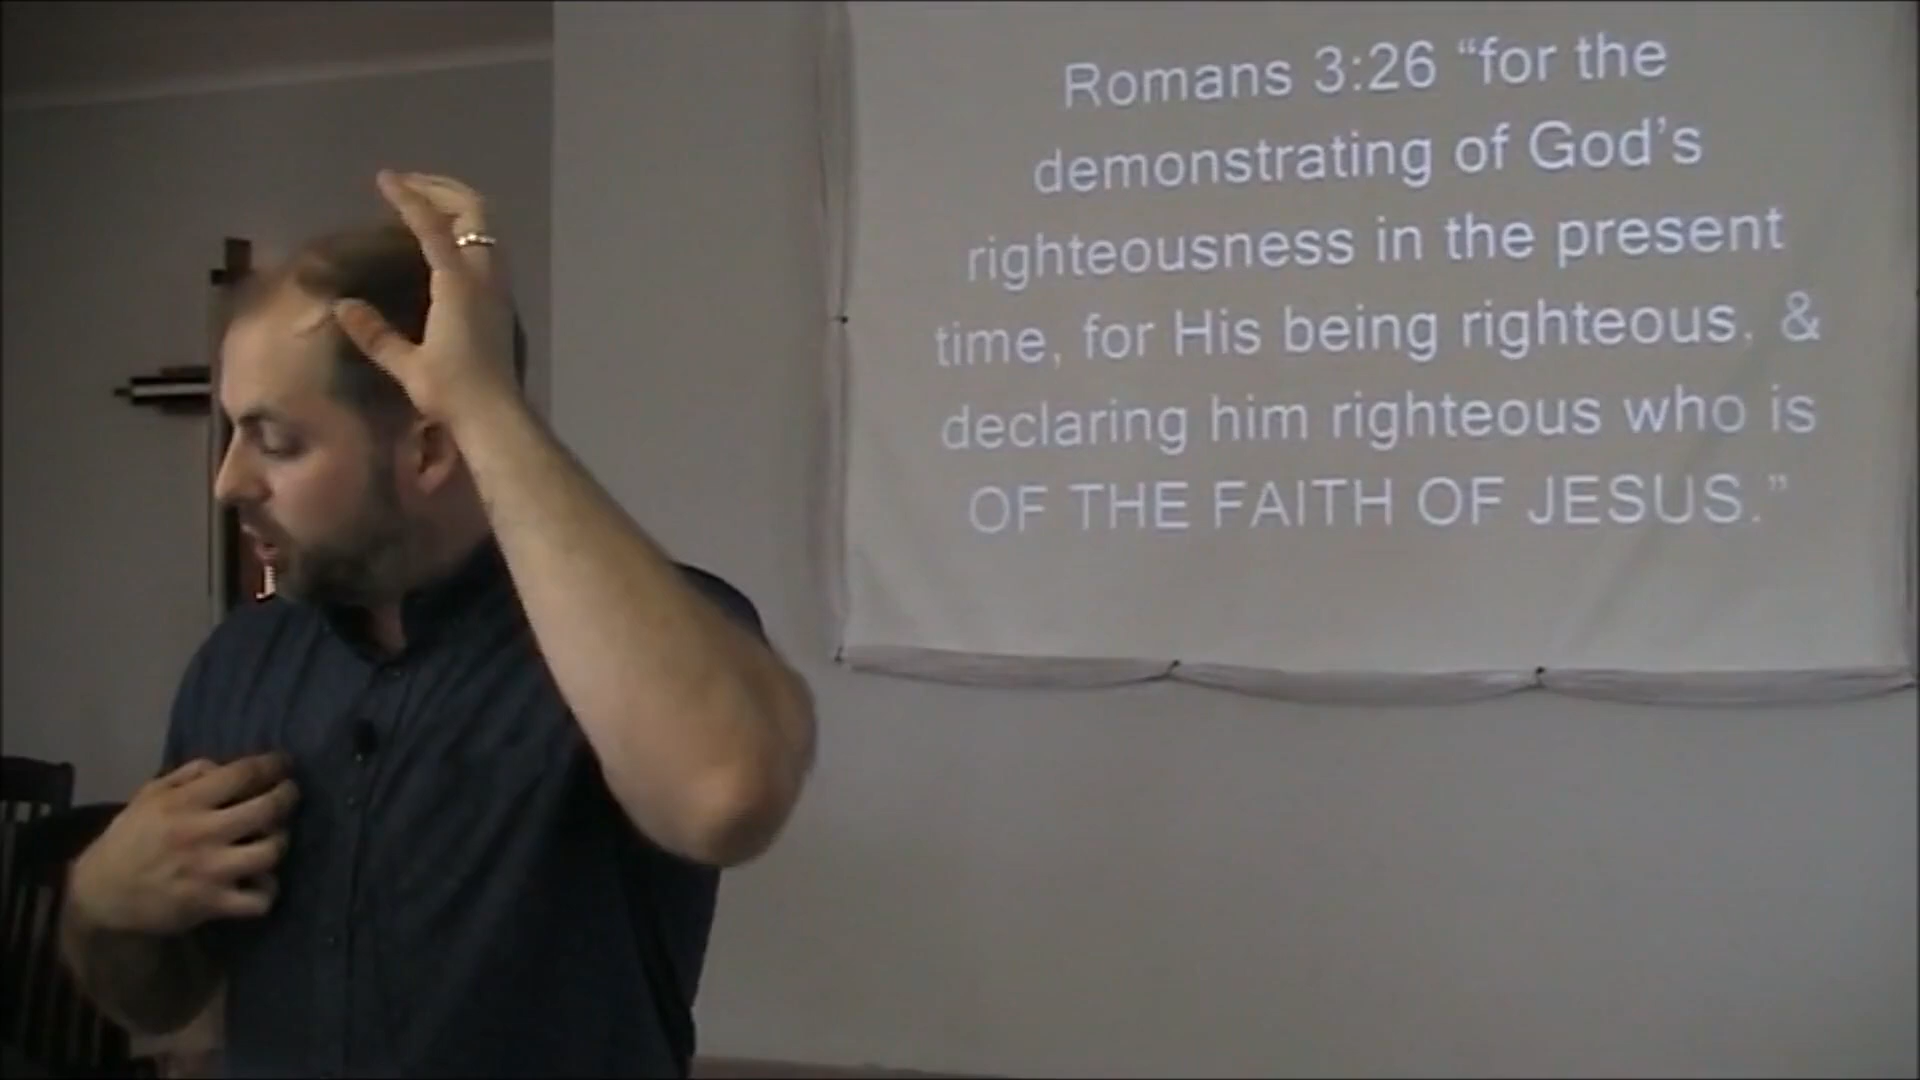 Romans 3:26 “for the
demonstrating of God’s
righteousness in the present
time, for His being righteous, &
declaring him righteous who is
OF THE FAITH OF JESUS.”